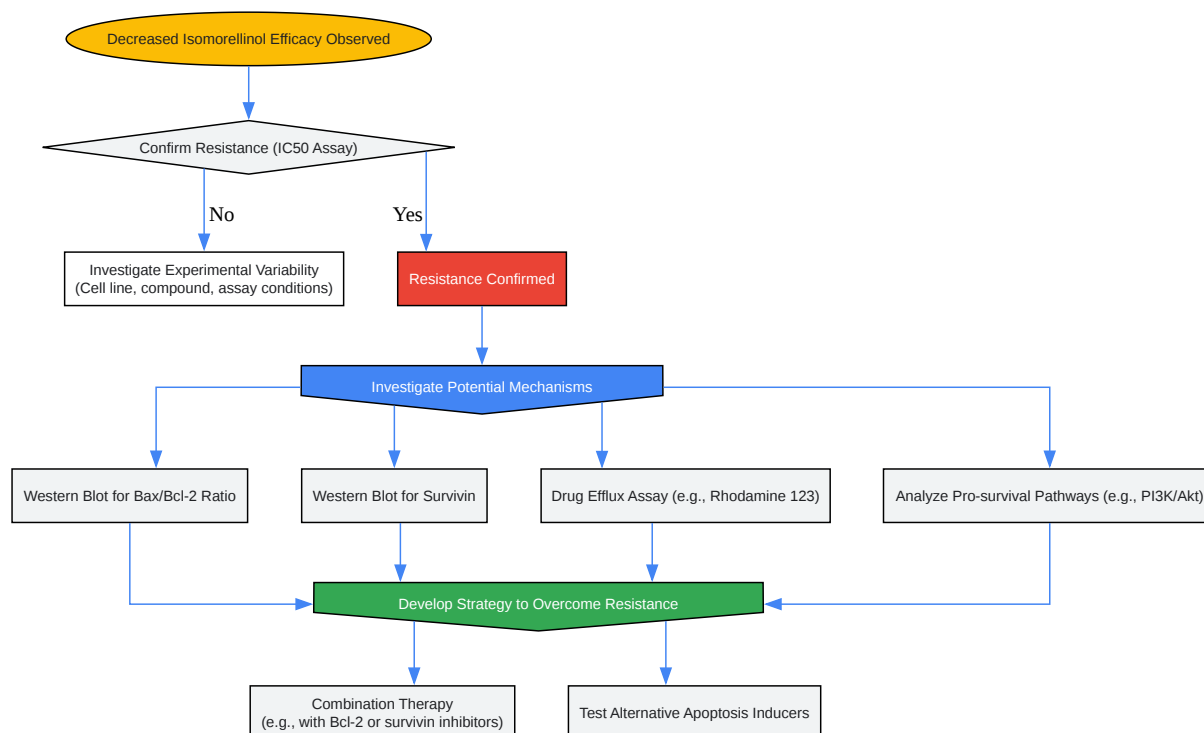 Decreased Isomorellinol Efficacy Observed
Confirm Resistance (IC50 Assay)
No
Yes
Investigate Experimental Variability
(Cell line, compound, assay conditions)
Resistance Confirmed
Investigate Potential Mechanisms
Western Blot for Bax/Bcl-2 Ratio
Western Blot for Survivin
Drug Efflux Assay (e.g., Rhodamine 123)
Analyze Pro-survival Pathways (e.g., PI3K/Akt)
Develop Strategy to Overcome Resistance
Combination Therapy
(e.g., with Bcl-2 or survivin inhibitors)
Test Alternative Apoptosis Inducers